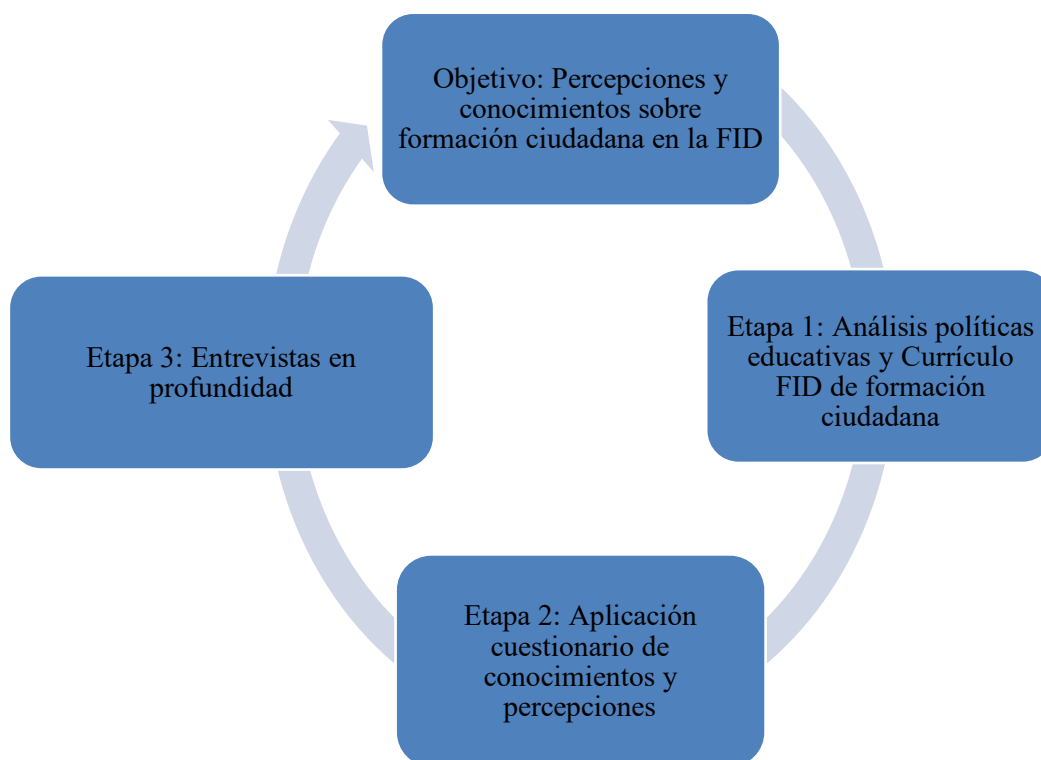 Objetivo: Percepciones y
conocimientos sobre
formación ciudadana en la FID
Etapa 1: Análisis políticas
educativas y Currículo
FID de formación
ciudadana
Etapa 2: Aplicación
cuestionario de
conocimientos y
percepciones
Etapa 3: Entrevistas en
profundidad